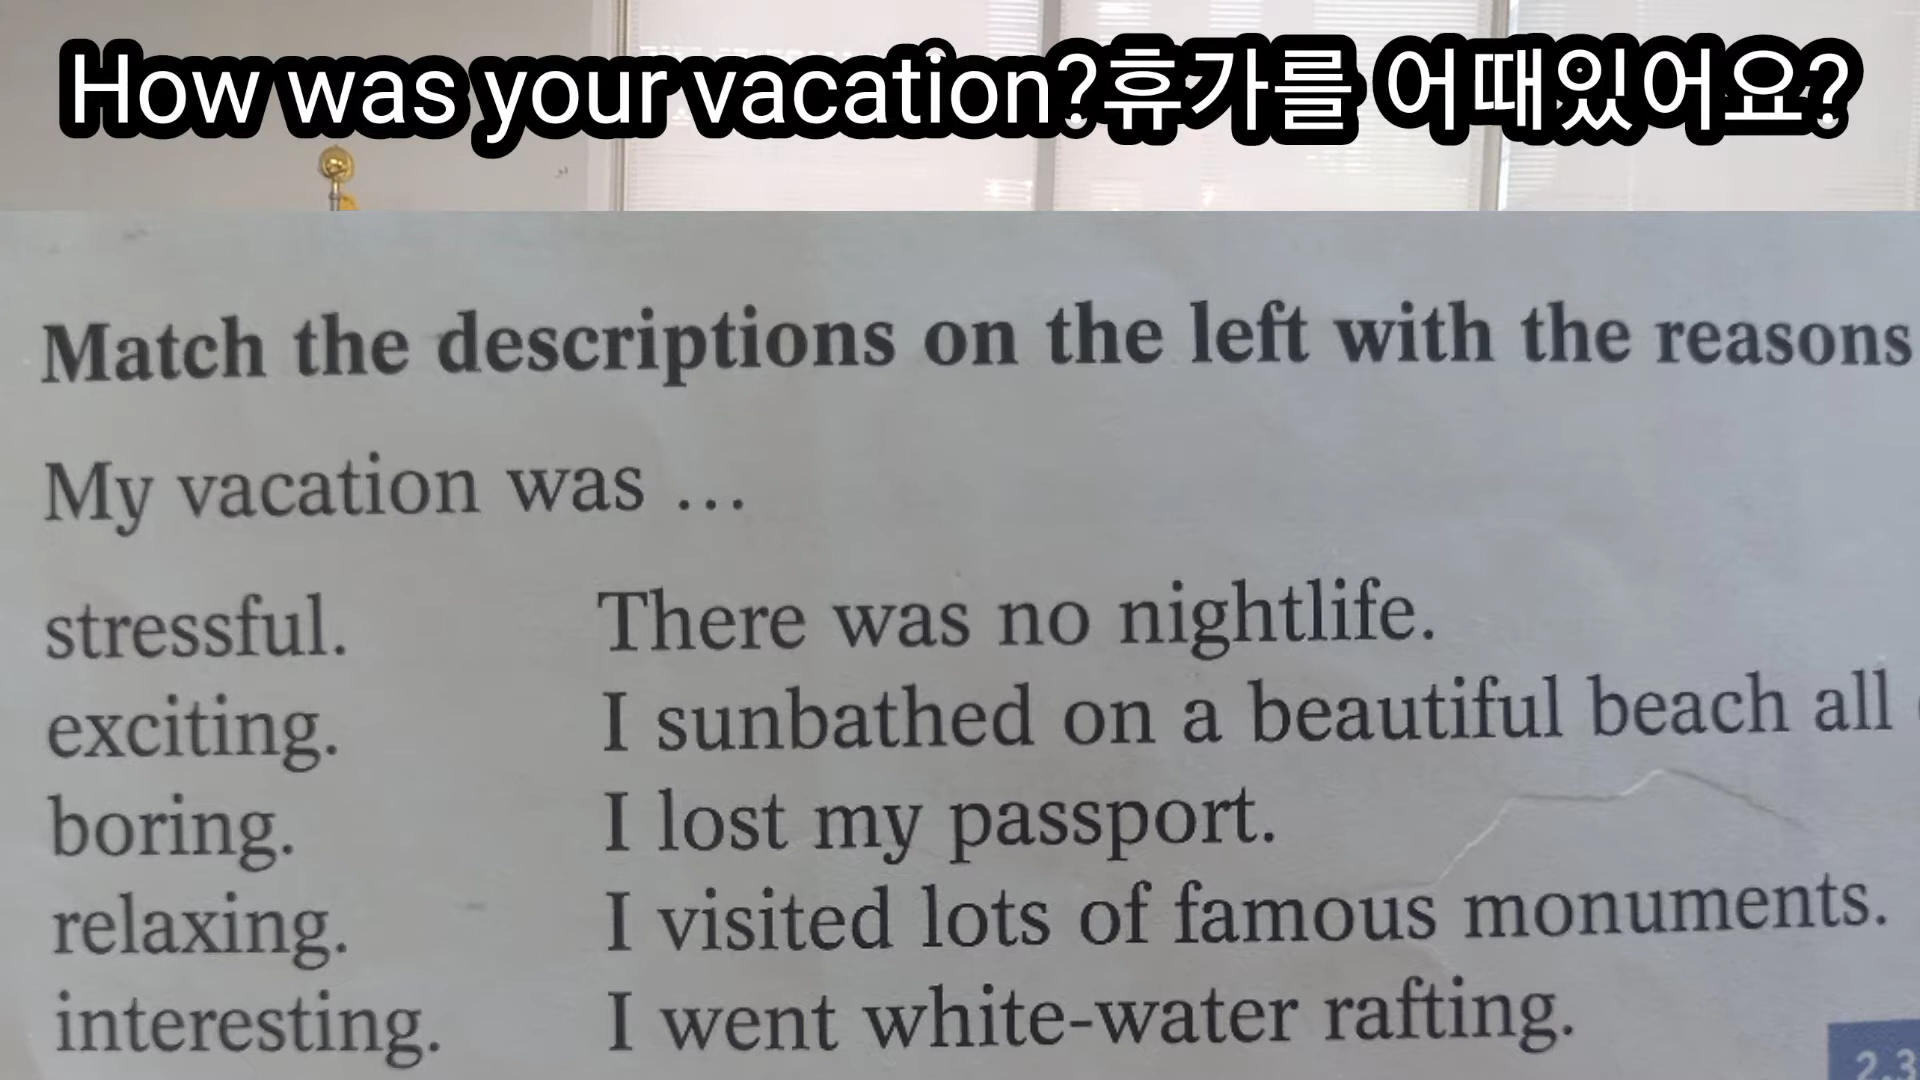 How was your vacation?휴가를 어때있어요?
Match the descriptions on the left with the reasons
My vacation was ...
stressful. There was no nightlife.
exciting. I sunbathed on a beautiful beach all
boring. I lost my passport.
relaxing. I visited lots of famous monuments.
interesting. I went white-water rafting.
2.3